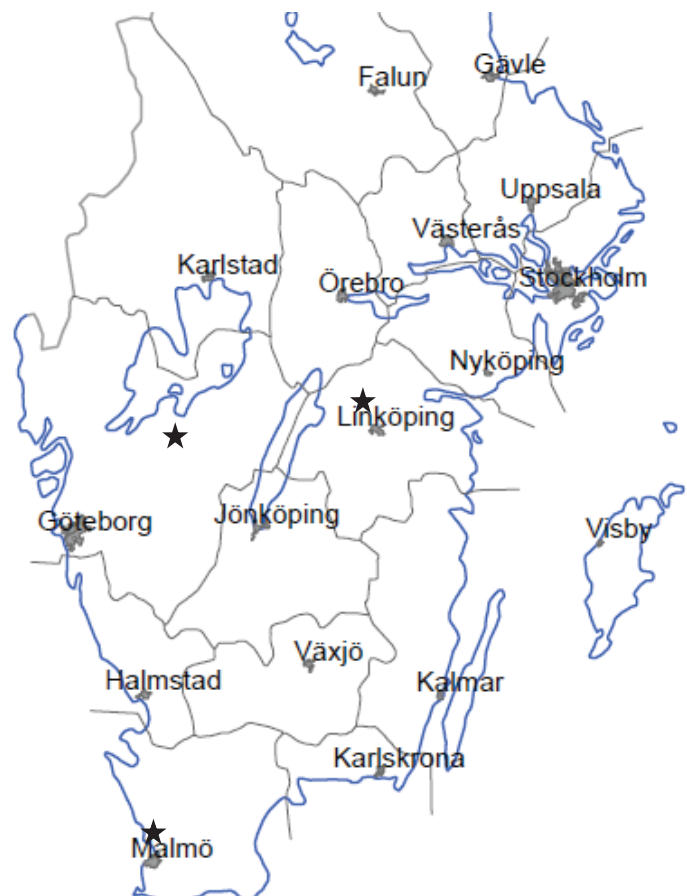 Gävle
Falun
Uppsala
Västerås
Karlstad
Stockholm
Örebro
Nyköping
Linköping
Jönköping
Göteborg
Visby
Växjö
Halmstad
Kalmar
Karlskrona
Malmö